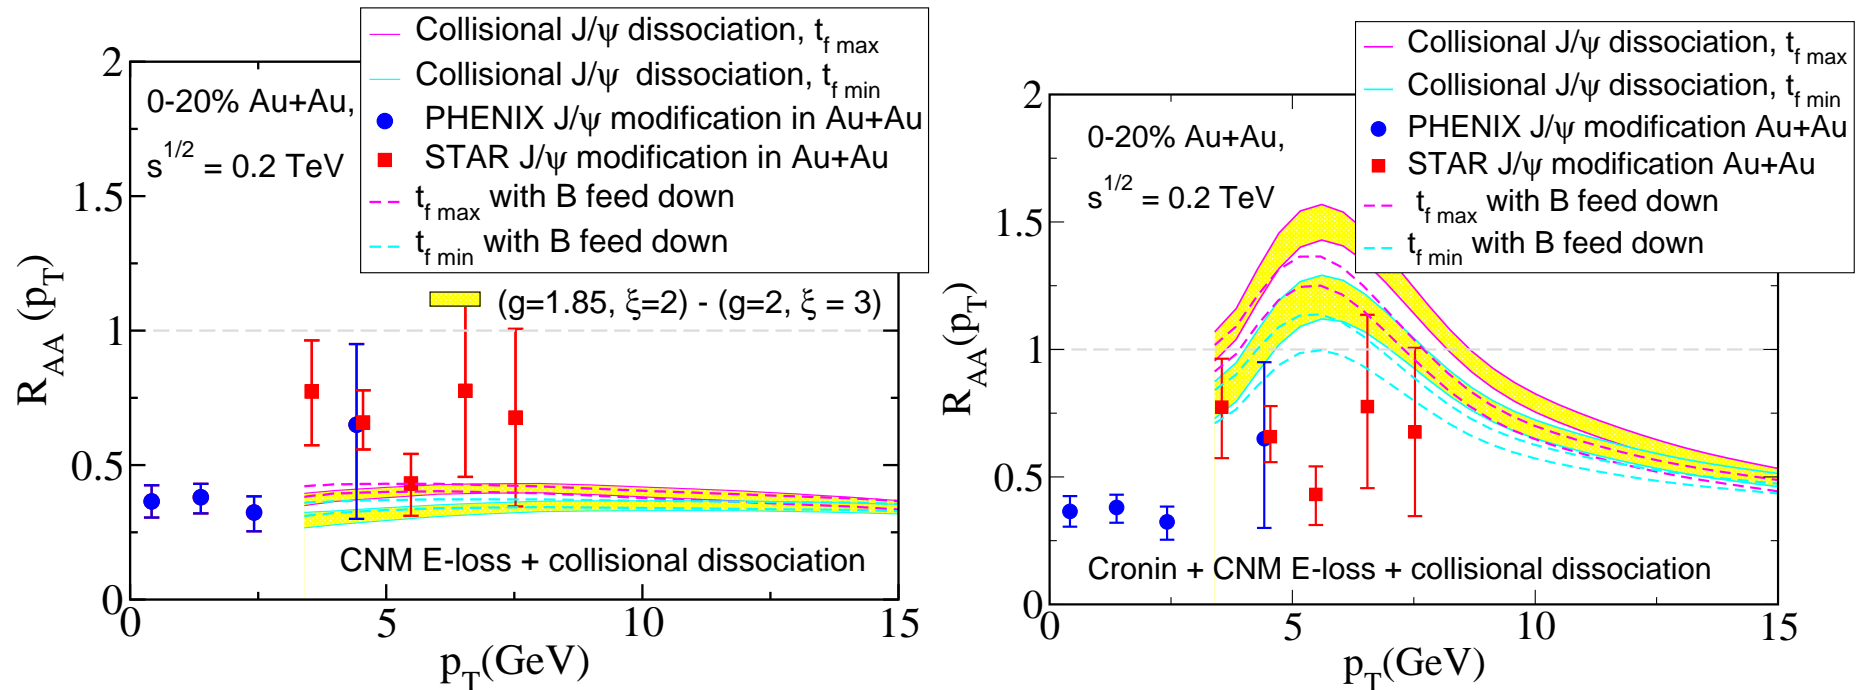 Collisional J/ψ dissociation, t_f max
Collisional J/ψ dissociation, t_f min
PHENIX J/ψ modification in Au+Au
STAR J/ψ modification in Au+Au
t_f max with B feed down
t_f min with B feed down
0-20% Au+Au,
s^1/2 = 0.2 TeV
(g=1.85, ξ=2) - (g=2, ξ = 3)
CNM E-loss + collisional dissociation
R_AA (p_T)
2
1.5
1
0.5
0
0 5 10 15
p_T(GeV)
Collisional J/ψ dissociation, t_f max
Collisional J/ψ dissociation, t_f min
PHENIX J/ψ modification Au+Au
STAR J/ψ modification Au+Au
t_f max with B feed down
t_f min with B feed down
0-20% Au+Au,
s^1/2 = 0.2 TeV
Cronin + CNM E-loss + collisional dissociation
R_AA(p_T)
2
1.5
1
0.5
0
0 5 10 15
p_T(GeV)